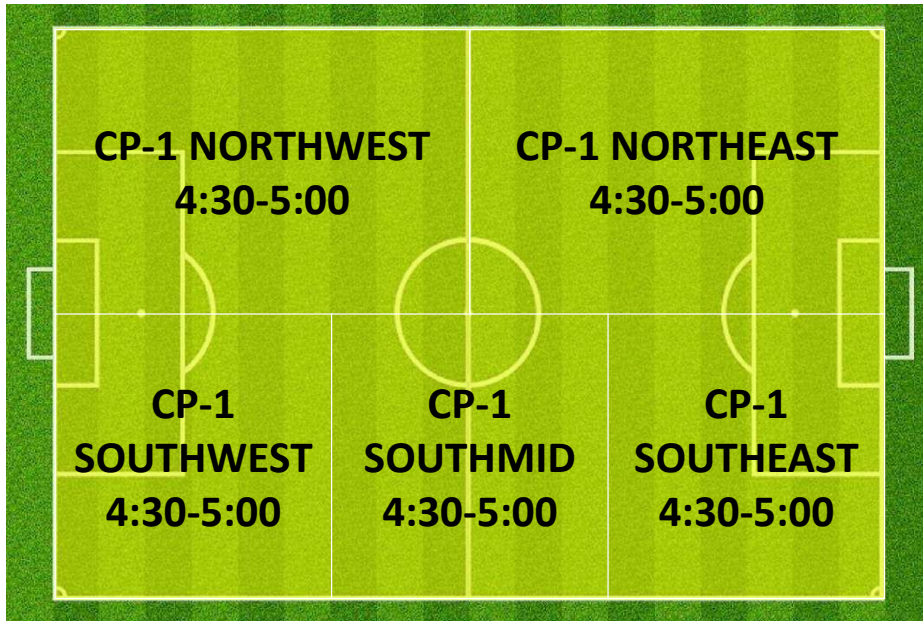 CP-1 NORTHWEST
4:30-5:00
CP-1 NORTHEAST
4:30-5:00
CP-1
SOUTHWEST
4:30-5:00
CP-1
SOUTHMID
4:30-5:00
CP-1
SOUTHEAST
4:30-5:00